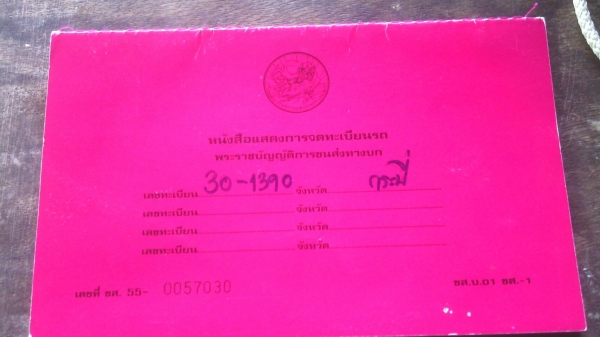 หนังสือแสดงการจดทะเบียนรถ
พระราชบัญญัติการขนส่งทางบก
เลขทะเบียน 30-1390 จังหวัด กระบี่
เลขทะเบียน จังหวัด
เลขทะเบียน จังหวัด
เลขทะเบียน จังหวัด
เลขที่ ขส. 55- 0057030 ขส.บ.01 ขส.-1